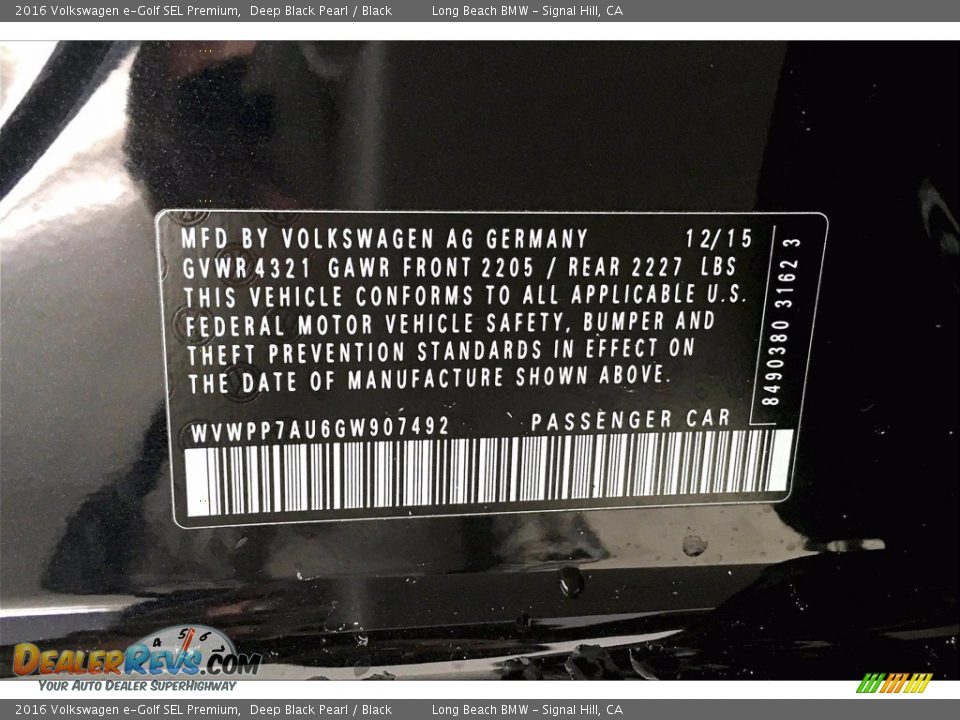 2016 Volkswagen e-Golf SEL Premium, Deep Black Pearl / Black Long Beach BMW - Signal Hill, CA
MFD BY VOLKSWAGEN AG GERMANY 12/15
GVWR 4321 GAWR FRONT 2205 / REAR 2227 LBS
THIS VEHICLE CONFORMS TO ALL APPLICABLE U.S.
FEDERAL MOTOR VEHICLE SAFETY, BUMPER AND
THEFT PREVENTION STANDARDS IN EFFECT ON
THE DATE OF MANUFACTURE SHOWN ABOVE.
8490380 31623
WVWPP7AU6GW907492 PASSENGER CAR
4 5 6
DEALERREVS.COM
YOUR AUTO DEALER SUPERHIGHWAY
2016 Volkswagen e-Golf SEL Premium, Deep Black Pearl / Black Long Beach BMW - Signal Hill, CA